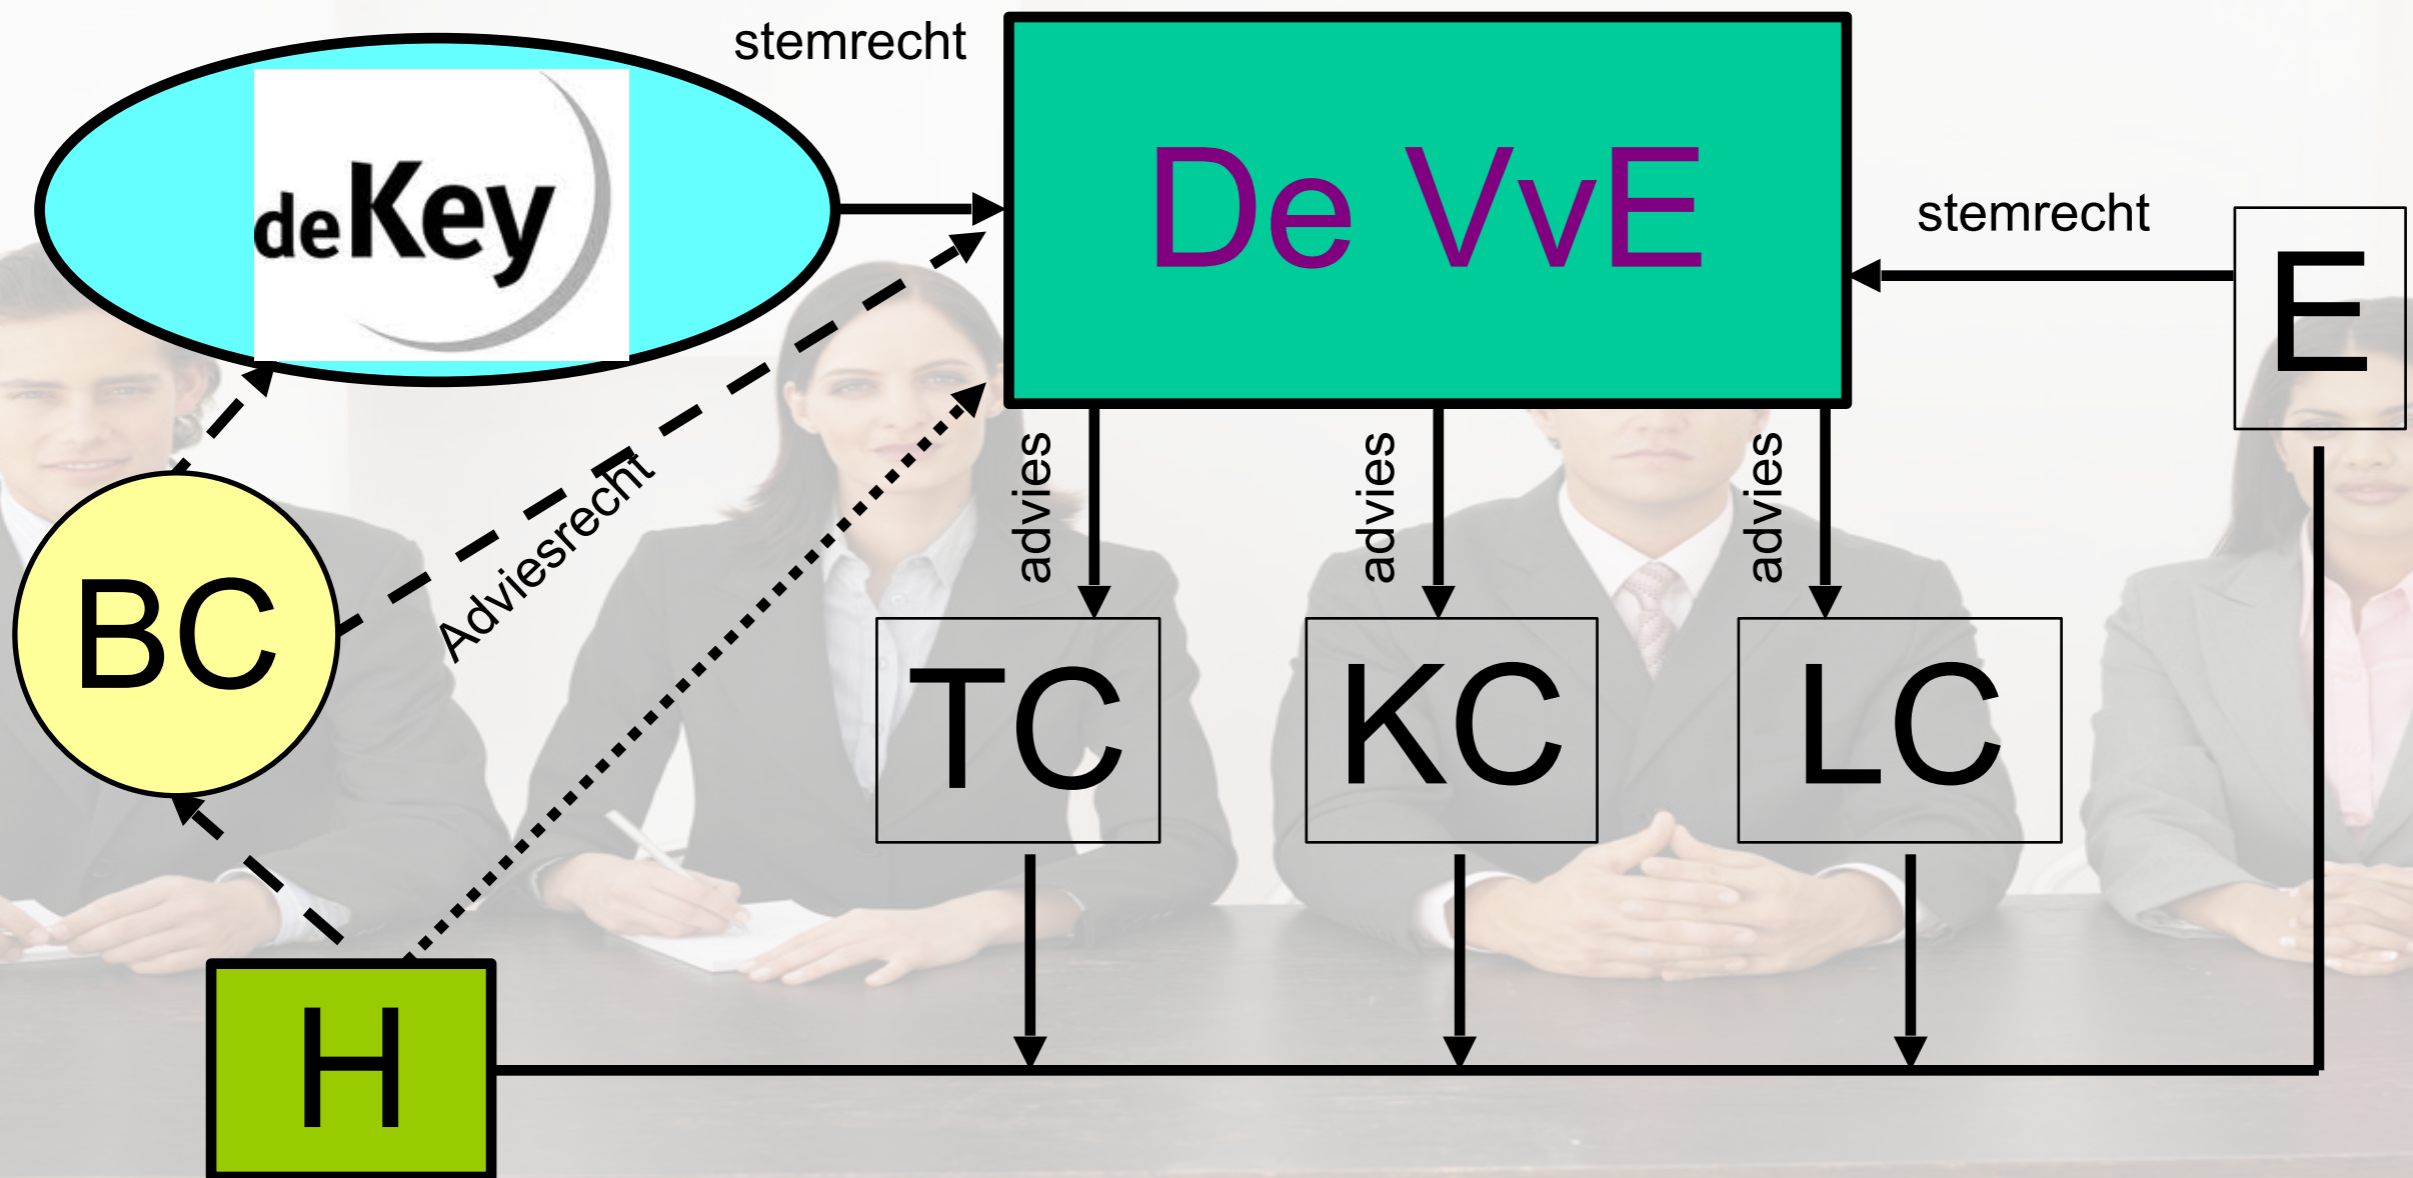 stemrecht
deKey
De VvE
stemrecht
E
Adviesrecht
advies
advies
advies
BC
TC
KC
LC
H